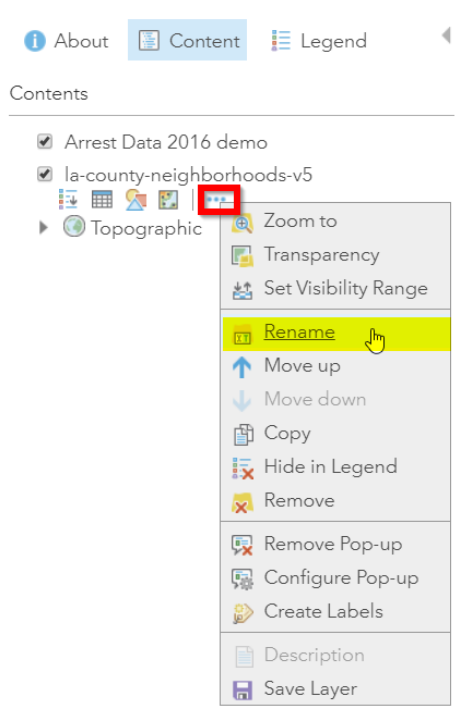 About Content Legend
Contents
Arrest Data 2016 demo
la-county-neighborhoods-v5
Topographic
Zoom to
Transparency
Set Visibility Range
Rename
Move up
Move down
Copy
Hide in Legend
Remove
Remove Pop-up
Configure Pop-up
Create Labels
Description
Save Layer